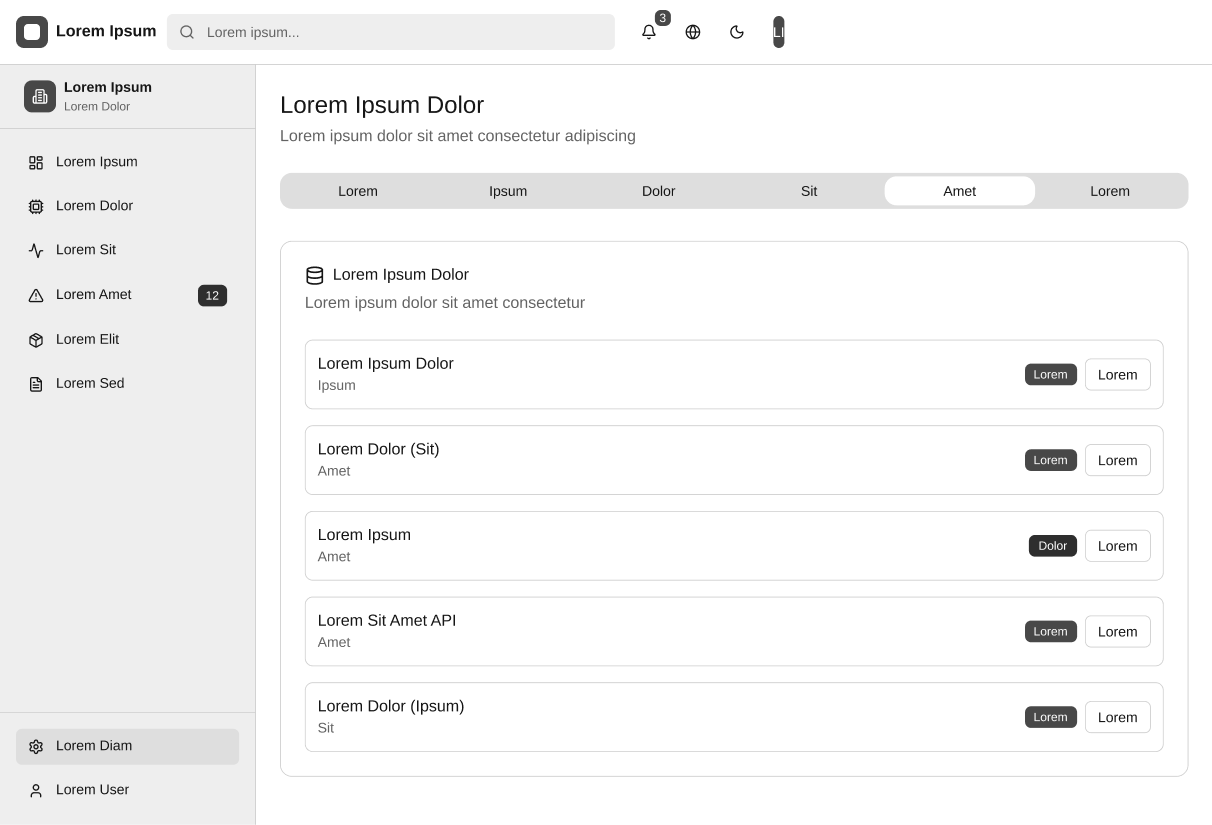 Lorem Ipsum
Lorem ipsum...
3
LI
Lorem Ipsum
Lorem Dolor
Lorem Ipsum
Lorem Dolor
Lorem Sit
Lorem Amet
12
Lorem Elit
Lorem Sed
Lorem Diam
Lorem User
Lorem Ipsum Dolor
Lorem ipsum dolor sit amet consectetur adipiscing
Lorem Ipsum Dolor Sit Amet Lorem
Lorem Ipsum Dolor
Lorem ipsum dolor sit amet consectetur
Lorem Ipsum Dolor
Ipsum
Lorem Lorem
Lorem Dolor (Sit)
Amet
Lorem Lorem
Lorem Ipsum
Amet
Dolor Lorem
Lorem Sit Amet API
Amet
Lorem Lorem
Lorem Dolor (Ipsum)
Sit
Lorem Lorem